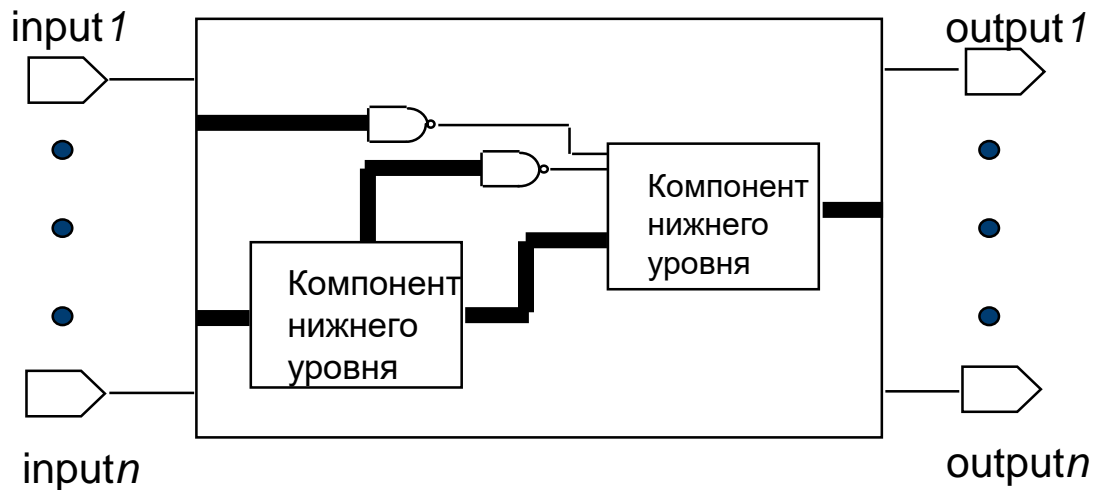 input1
output1
Компонент
нижнего
уровня
Компонент
нижнего
уровня
inputn
outputn